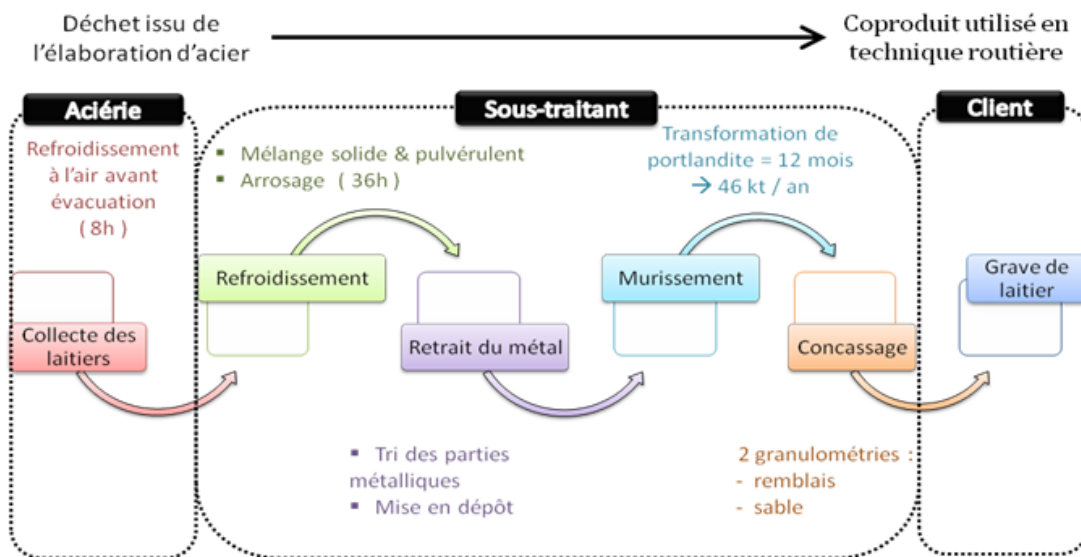 Déchet issu de
l'élaboration d'acier
Coproduit utilisé en
technique routière
Aciérie
Sous-traitant
Client
Refroidissement
à l'air avant
évacuation
( 8h )
▪ Mélange solide & pulvérulent
▪ Arrosage ( 36h )
Transformation de
portlandite = 12 mois
→ 46 kt / an
Collecte des
laitiers
Refroidissement
Retrait du métal
Murissement
Concassage
Grave de
laitier
▪ Tri des parties
métalliques
▪ Mise en dépôt
2 granulométries :
- remblais
- sable